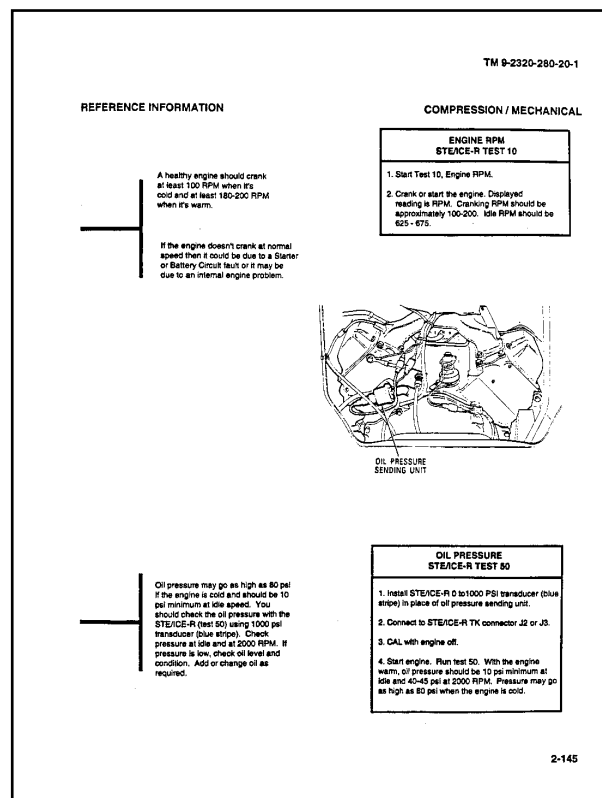 TM 9-2320-280-20-1
REFERENCE INFORMATION
COMPRESSION / MECHANICAL
ENGINE RPM
STE/ICE-R TEST 10
1. Start Test 10, Engine RPM.
2. Crank or start the engine. Displayed
reading is RPM. Cranking RPM should be
approximately 100-200. Idle RPM should be
625 - 675.
A healthy engine should crank
at least 100 RPM when it's
cold and at least 180-200 RPM
when it's warm.
If the engine doesn't crank at normal
speed then it could be due to a Starter
or Battery Circuit fault or it may be
due to an internal engine problem.
OIL PRESSURE
SENDING UNIT
OIL PRESSURE
STE/ICE-R TEST 50
1. Install STE/ICE-R 0 to1000 PSI transducer (blue
stripe) in place of oil pressure sending unit.
2. Connect to STE/ICE-R TK connector J2 or J3.
3. CAL with engine off.
4. Start engine. Run test 50. With the engine
warm, oil pressure should be 10 psi minimum at
idle and 40-45 psi at 2000 RPM. Pressure may go
as high as 80 psi when the engine is cold.
Oil pressure may go as high as 80 psi
if the engine is cold and should be 10
psi minimum at idle speed. You
should check the oil pressure with the
STE/ICE-R (test 50) using 1000 psi
transducer (blue stripe). Check
pressure at idle and at 2000 RPM. If
pressure is low, check oil level and
condition. Add or change oil as
required.
2-145